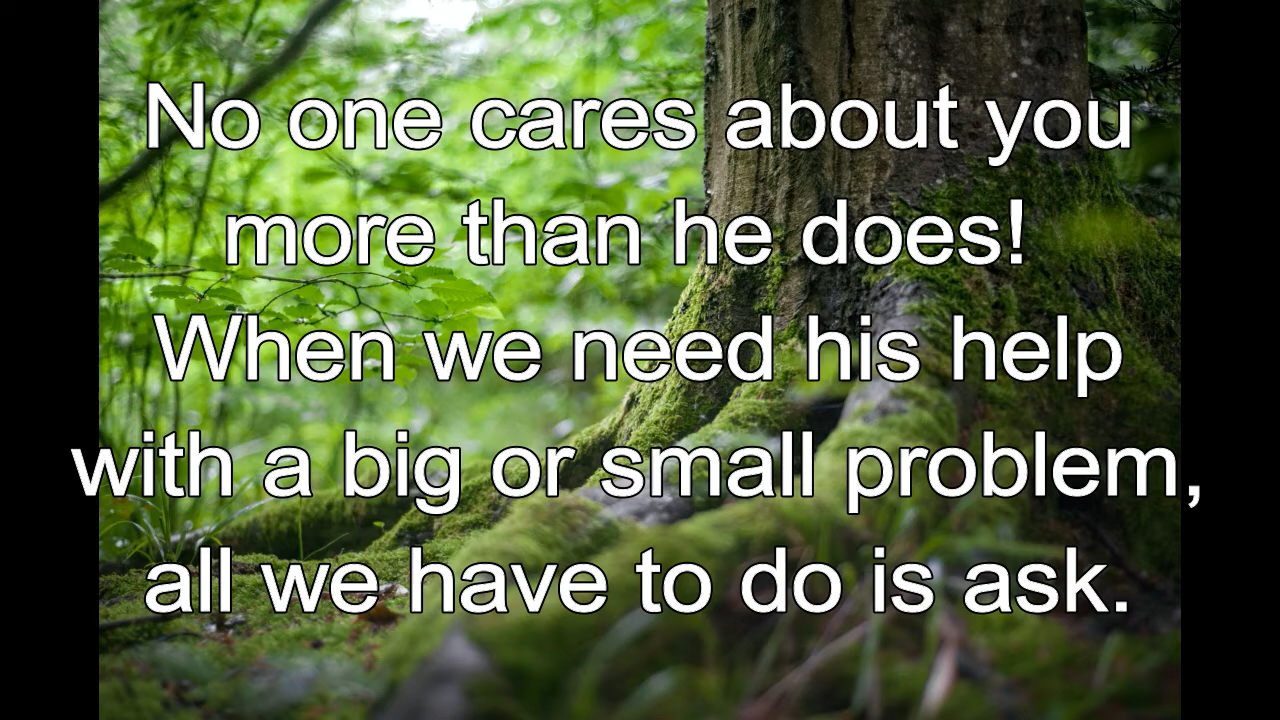 No one cares about you
more than he does!
When we need his help
with a big or small problem,
all we have to do is ask.